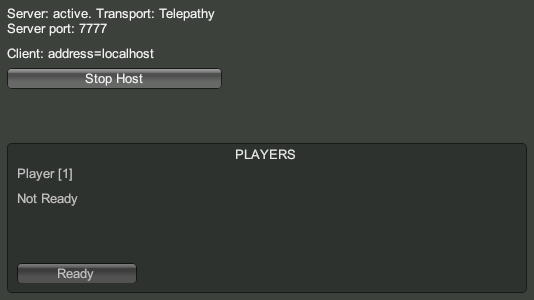 Server: active. Transport: Telepathy
Server port: 7777
Client: address=localhost
Stop Host
PLAYERS
Player [1]
Not Ready
Ready